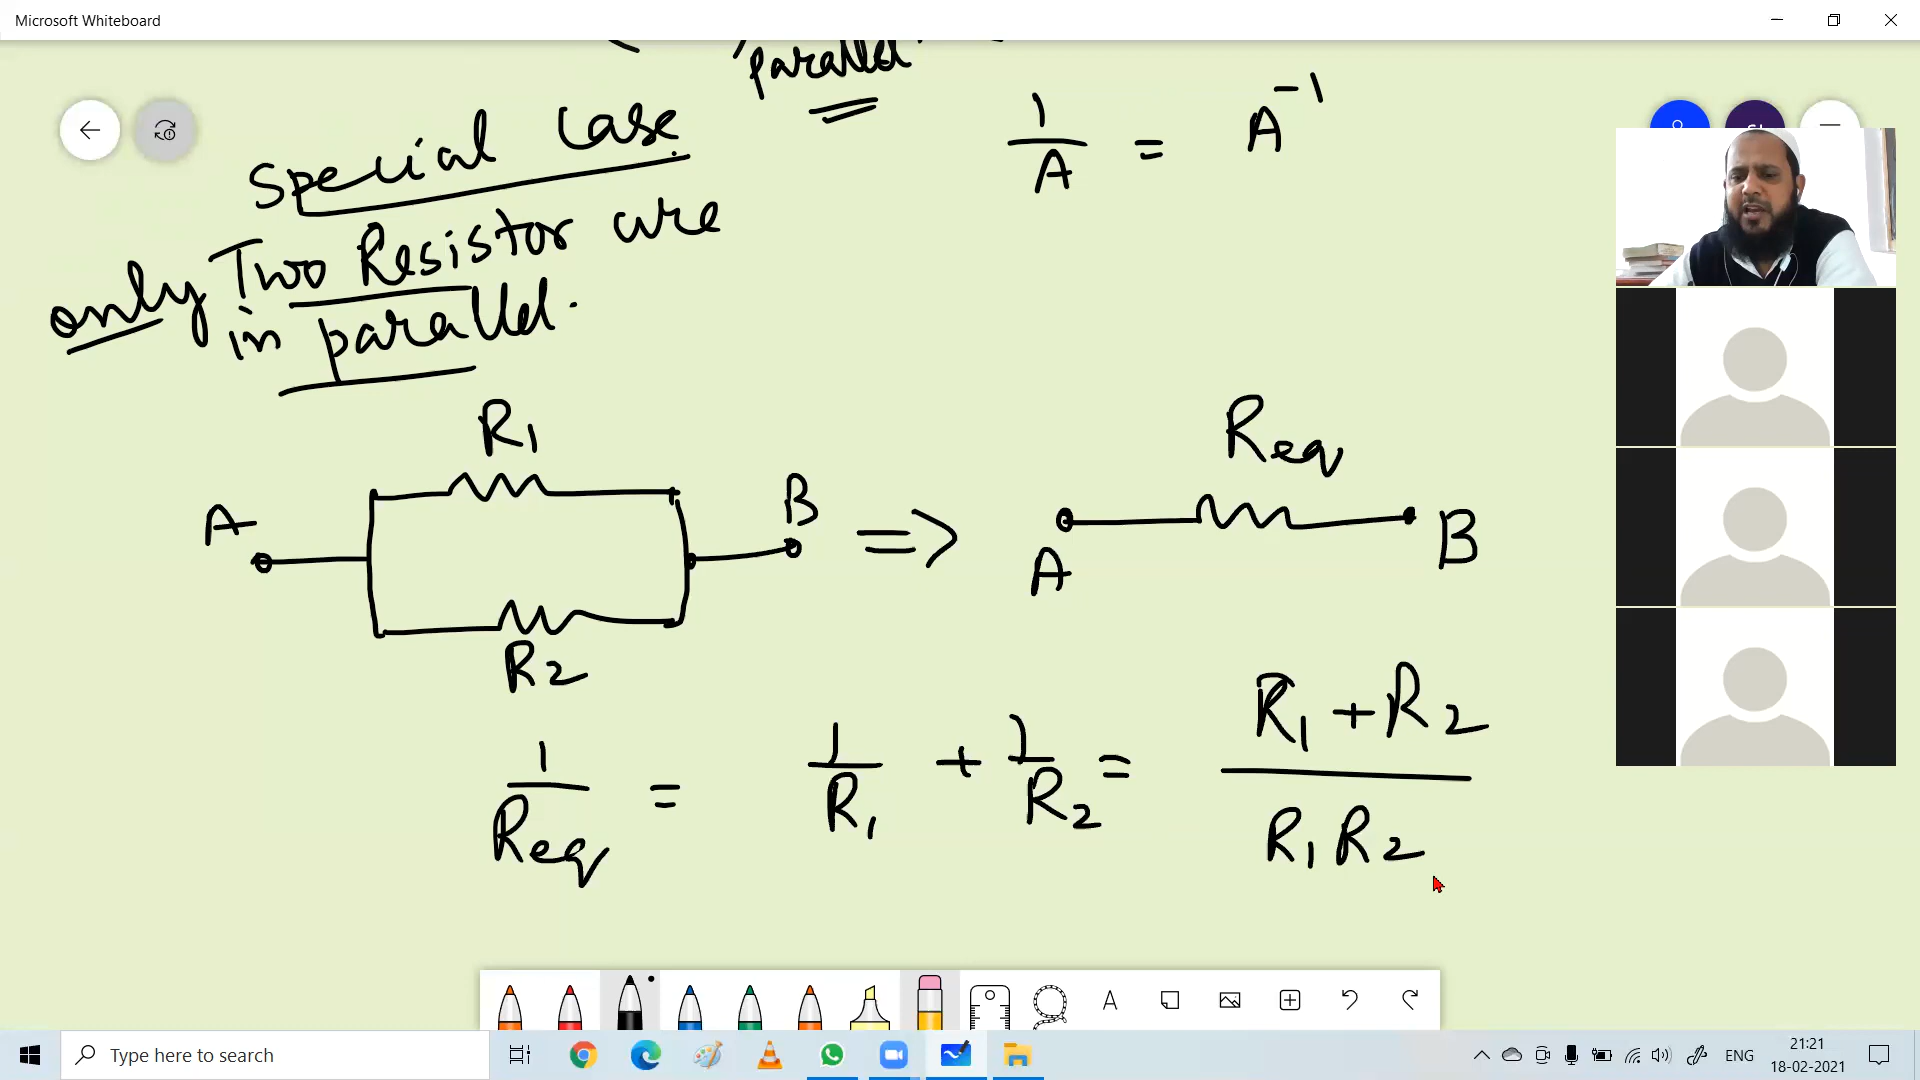 Microsoft Whiteboard
parallel
1/A = A⁻¹
Special Case
only Two Resistor are
in parallel.
R1
Req
A B => A B
R2
1/Req = 1/R1 + 1/R2 = R1 + R2 / R1 R2
Type here to search
ENG
21:21
18-02-2021